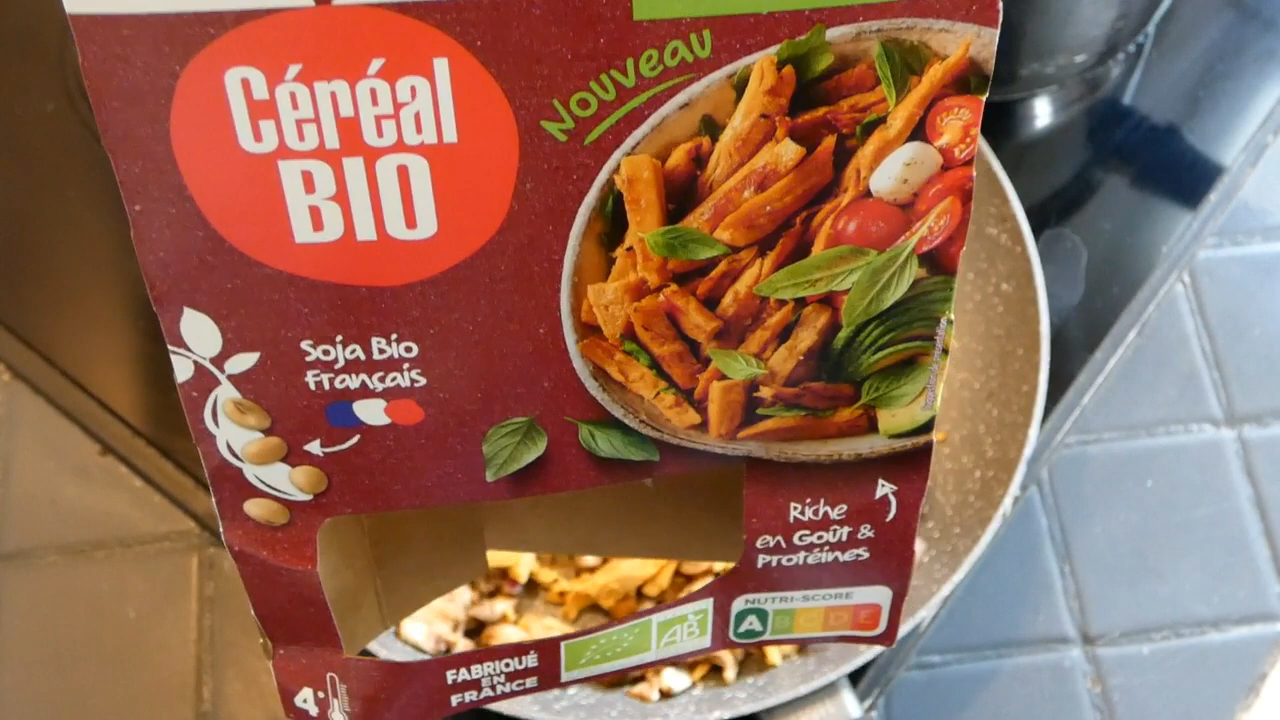 Céréal
BIO
Nouveau
Soja Bio
Français
Riche
en Goût &
Protéines
NUTRI-SCORE
A B C D E
AB
FABRIQUÉ
EN
FRANCE
4°